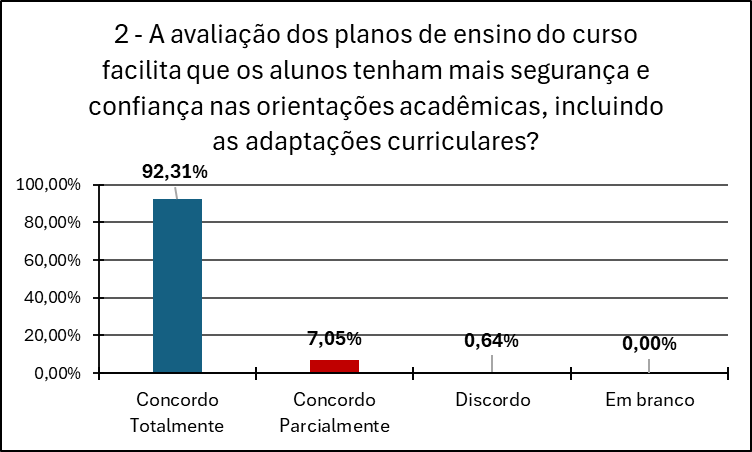 2 - A avaliação dos planos de ensino do curso
facilita que os alunos tenham mais segurança e
confiança nas orientações acadêmicas, incluindo
as adaptações curriculares?
92,31%
100,00%
80,00%
60,00%
40,00%
20,00%
0,00%
7,05%
0,64%
0,00%
Concordo
Totalmente
Concordo
Parcialmente
Discordo
Em branco